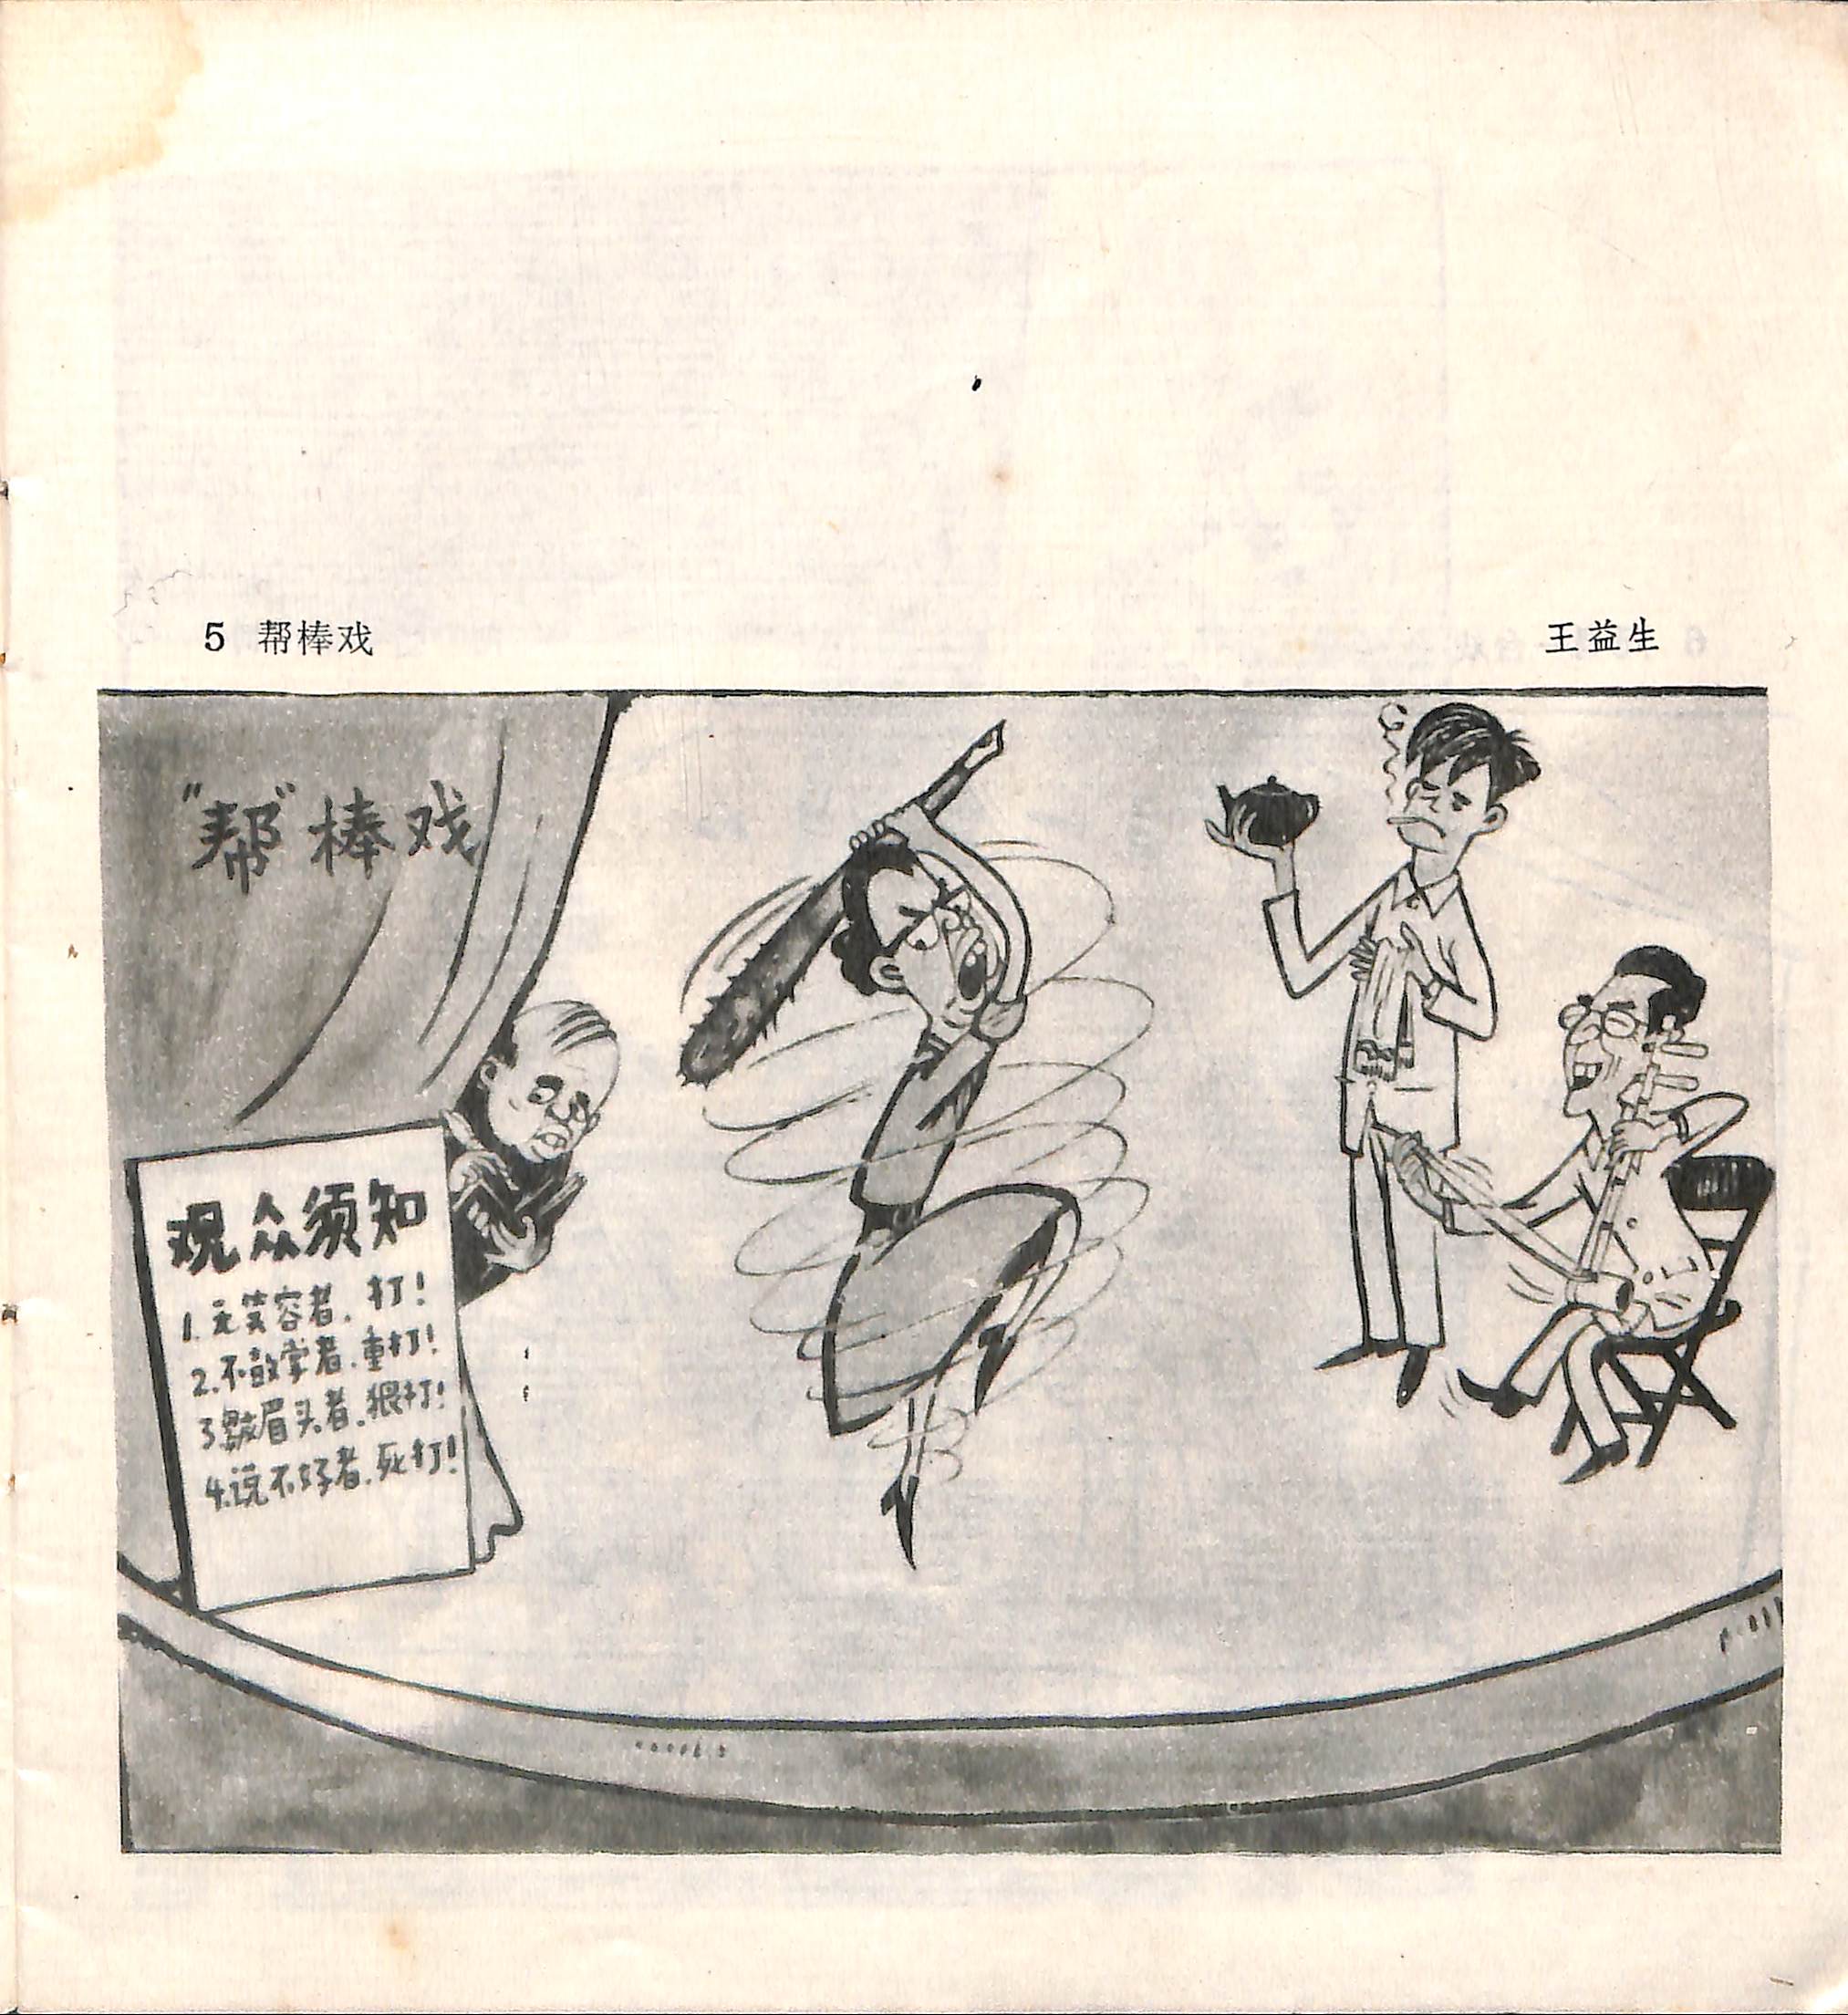 5 帮棒戏
王益生
"帮"棒戏
观众须知
1. 无笑容者，打！
2. 不鼓掌者，重打！
3. 皱眉头者，狠打！
4. 说不好者，死打！